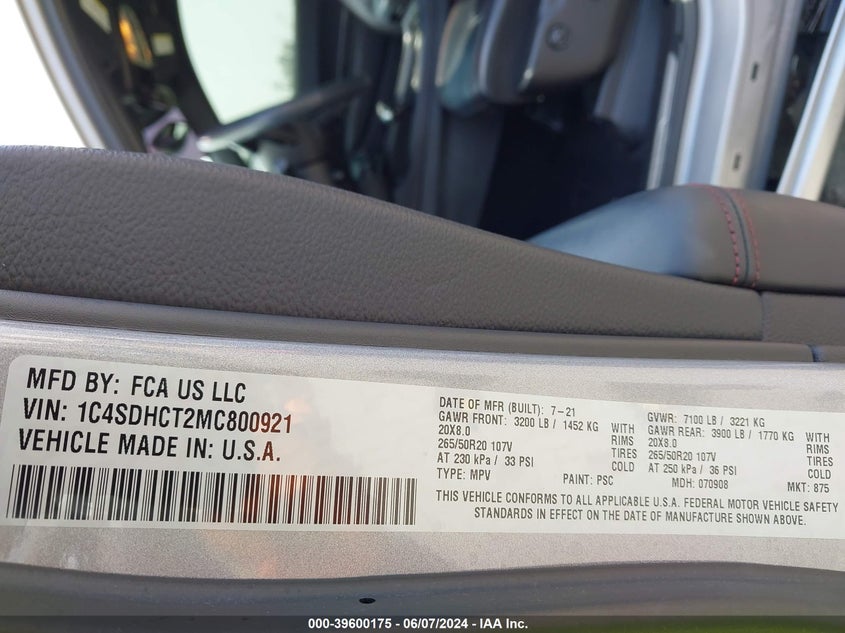 MFD BY: FCA US LLC
VIN: 1C4SDHCT2MC800921
VEHICLE MADE IN: U.S.A.
DATE OF MFR (BUILT): 7-21
GAWR FRONT: 3200 LB / 1452 KG WITH
20X8.0 RIMS
265/50R20 107V TIRES
AT 230 kPa / 33 PSI COLD
TYPE: MPV PAINT: PSC
GVWR: 7100 LB / 3221 KG
GAWR REAR: 3900 LB / 1770 KG WITH
20X8.0 RIMS
265/50R20 107V TIRES
AT 250 kPa / 36 PSI COLD
MDH: 070908 MKT: 875
THIS VEHICLE CONFORMS TO ALL APPLICABLE U.S.A. FEDERAL MOTOR VEHICLE SAFETY
STANDARDS IN EFFECT ON THE DATE OF MANUFACTURE SHOWN ABOVE.
000-39600175 — 06/07/2024 — IAA Inc.